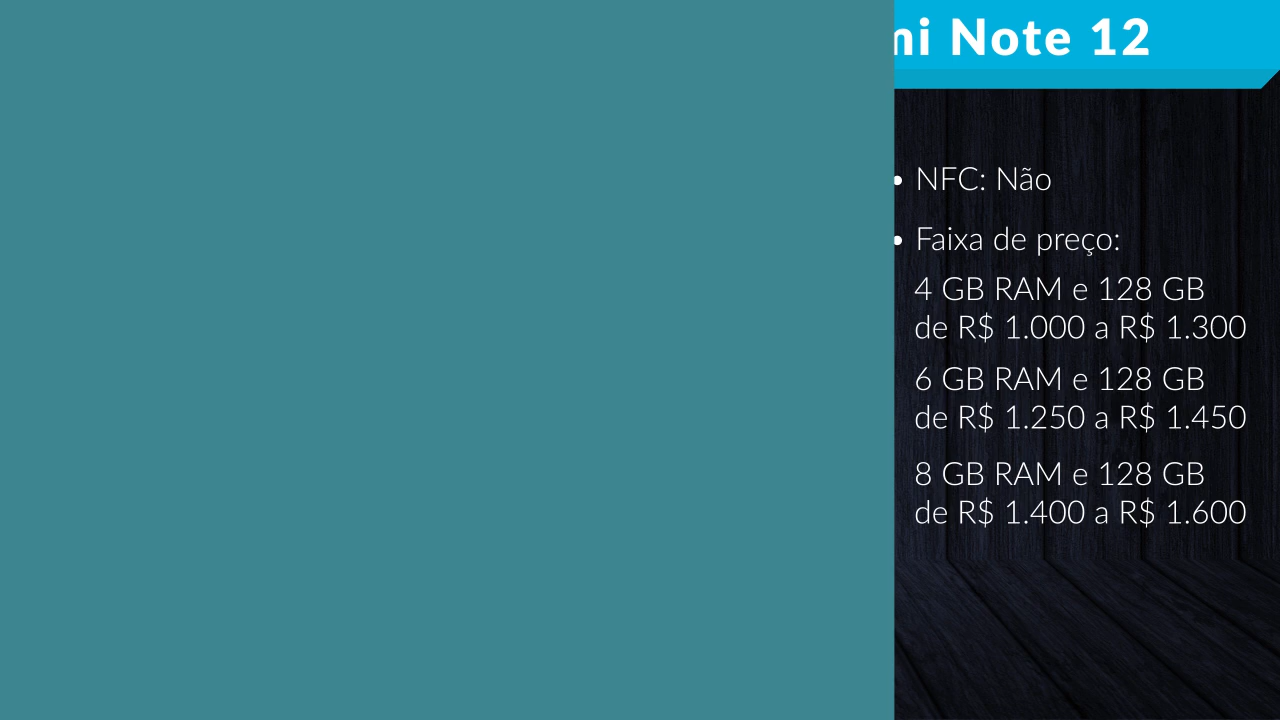 Note 12
• NFC: Não
• Faixa de preço:
4 GB RAM e 128 GB
de R$ 1.000 a R$ 1.300
6 GB RAM e 128 GB
de R$ 1.250 a R$ 1.450
8 GB RAM e 128 GB
de R$ 1.400 a R$ 1.600